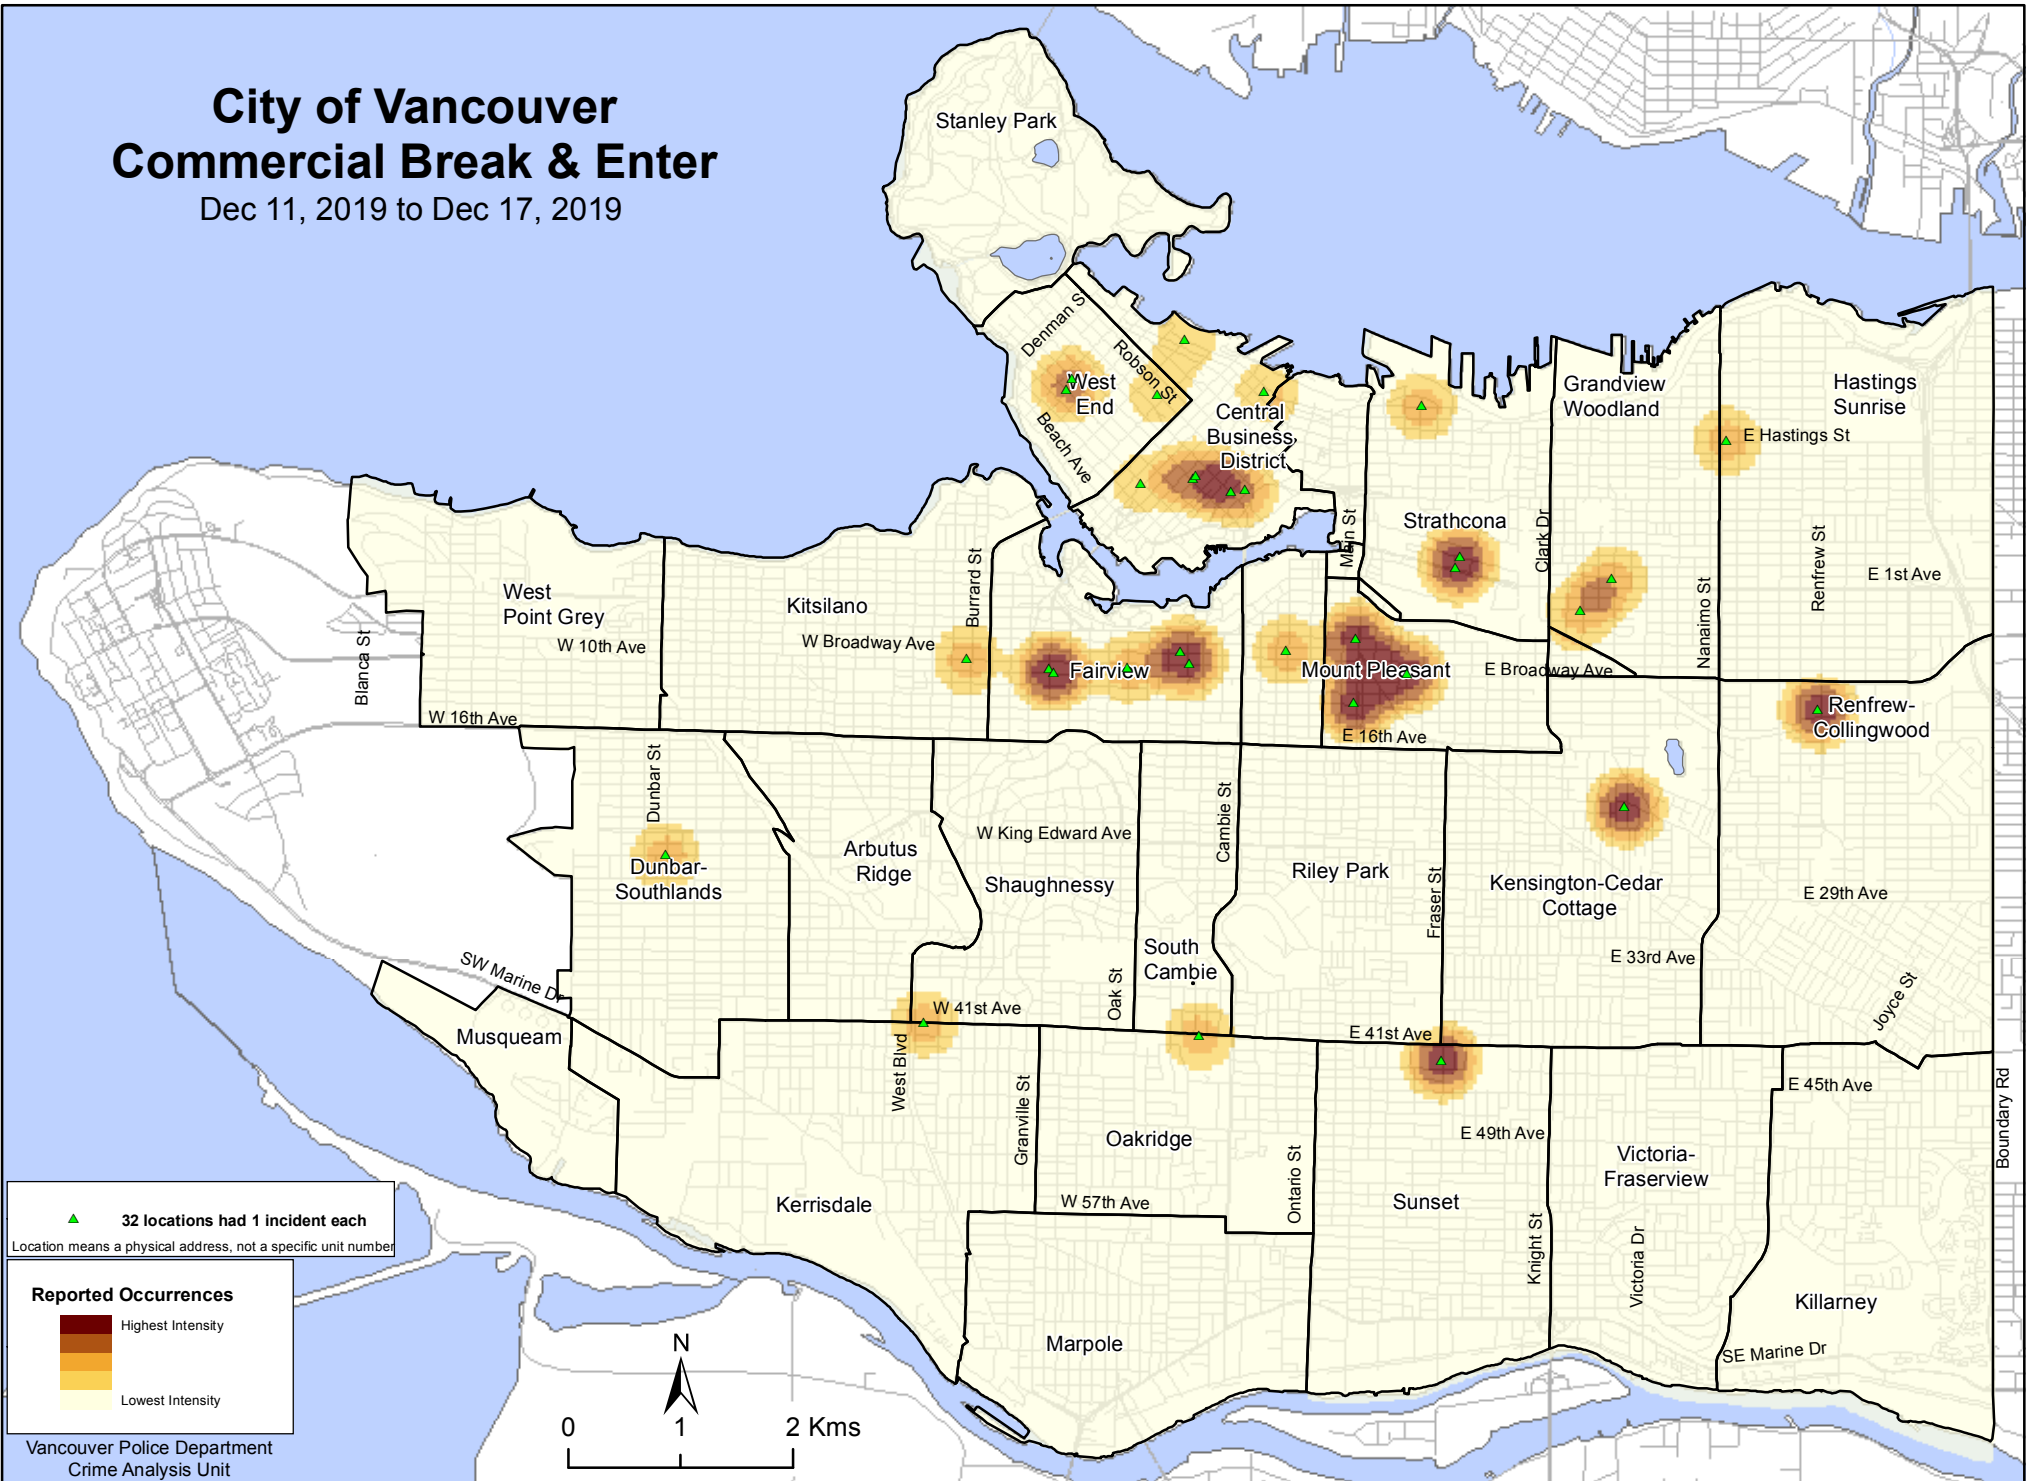 City of Vancouver
Commercial Break & Enter
Dec 11, 2019 to Dec 17, 2019
Stanley Park
Denman S
Robson St
West
End
Beach Ave
Central
Business
District
Grandview
Woodland
Hastings
Sunrise
E Hastings St
Strathcona
Main St
Clark Dr
Nanaimo St
Renfrew St
E 1st Ave
West
Point Grey
W 10th Ave
Blanca St
W 16th Ave
Kitsilano
W Broadway Ave
Burrard St
Fairview
Mount Pleasant
E Broadway Ave
E 16th Ave
Renfrew-
Collingwood
Dunbar St
Dunbar-
Southlands
Arbutus
Ridge
W King Edward Ave
Shaughnessy
Cambie St
Riley Park
Fraser St
Kensington-Cedar
Cottage
E 29th Ave
E 33rd Ave
South
Cambie
Oak St
SW Marine Dr
Musqueam
W 41st Ave
West Blvd
E 41st Ave
Joyce St
E 45th Ave
Boundary Rd
Granville St
Oakridge
E 49th Ave
Victoria-
Fraserview
Ontario St
W 57th Ave
Kerrisdale
Sunset
Knight St
Victoria Dr
Killarney
Marpole
SE Marine Dr
32 locations had 1 incident each
Location means a physical address, not a specific unit number
Reported Occurrences
Highest Intensity
Lowest Intensity
Vancouver Police Department
Crime Analysis Unit
N
0 1 2 Kms